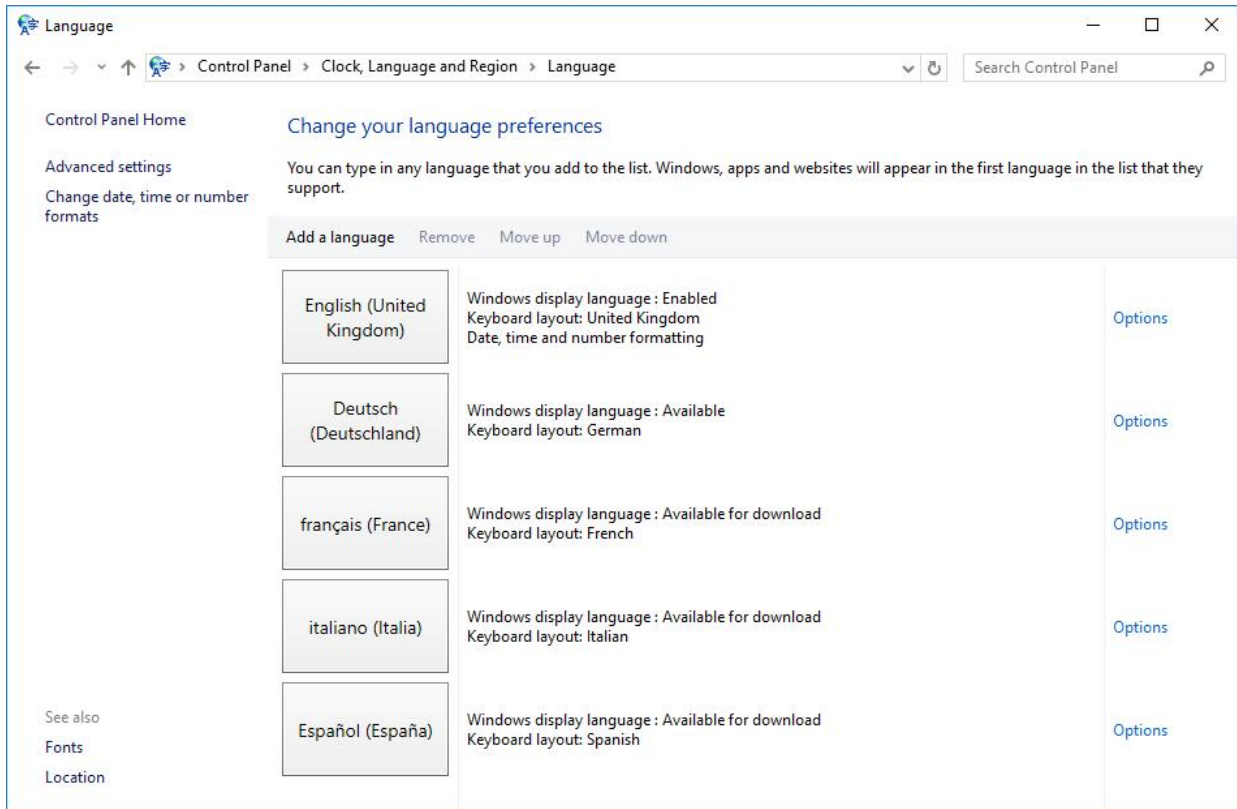 Language
Control Panel > Clock, Language and Region > Language
Search Control Panel
Control Panel Home
Advanced settings
Change date, time or number
formats
See also
Fonts
Location
Change your language preferences
You can type in any language that you add to the list. Windows, apps and websites will appear in the first language in the list that they
support.
Add a language Remove Move up Move down
English (United
Kingdom)
Windows display language : Enabled
Keyboard layout: United Kingdom
Date, time and number formatting
Options
Deutsch
(Deutschland)
Windows display language : Available
Keyboard layout: German
Options
français (France)
Windows display language : Available for download
Keyboard layout: French
Options
italiano (Italia)
Windows display language : Available for download
Keyboard layout: Italian
Options
Español (España)
Windows display language : Available for download
Keyboard layout: Spanish
Options